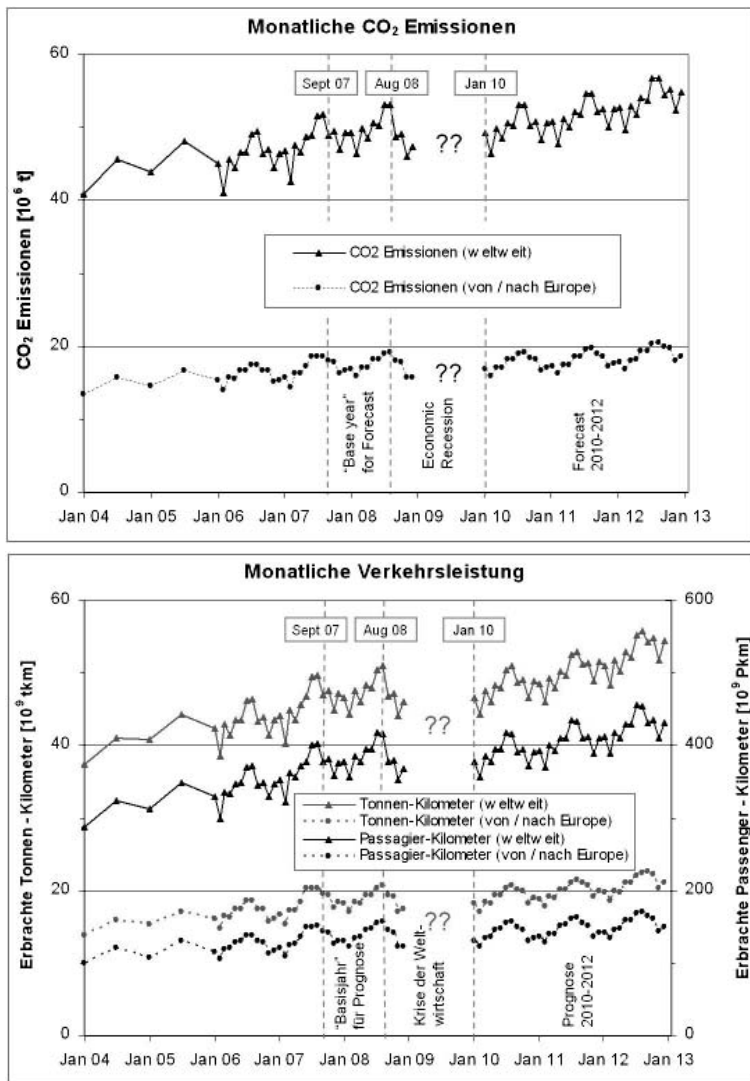 Monatliche CO₂ Emissionen
60
40
20
0
CO₂ Emissionen [10⁶ t]
Sept 07
Aug 08
Jan 10
??
CO2 Emissionen (weltweit)
CO2 Emissionen (von / nach Europe)
??
"Base year"
for Forecast
Economic
Recession
Forecast
2010-2012
Jan 04 Jan 05 Jan 06 Jan 07 Jan 08 Jan 09 Jan 10 Jan 11 Jan 12 Jan 13
Monatliche Verkehrsleistung
60
40
20
0
Erbrachte Tonnen - Kilometer [10⁹ tkm]
600
400
200
0
Erbrachte Passenger - Kilometer [10⁹ Pkm]
Sept 07
Aug 08
Jan 10
??
Tonnen-Kilometer (weltweit)
Tonnen-Kilometer (von / nach Europe)
Passagier-Kilometer (weltweit)
Passagier-Kilometer (von / nach Europe)
??
"Basisjahr"
für Prognose
Krise der Welt-
wirtschaft
Prognose
2010-2012
Jan 04 Jan 05 Jan 06 Jan 07 Jan 08 Jan 09 Jan 10 Jan 11 Jan 12 Jan 13